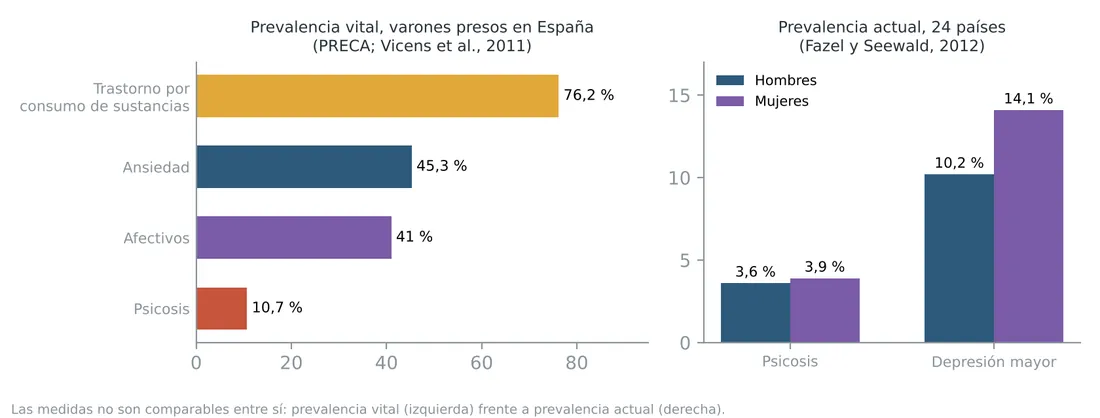 Prevalencia vital, varones presos en España
(PRECA; Vicens et al., 2011)
Trastorno por
consumo de sustancias
76,2 %
Ansiedad
45,3 %
Afectivos
41 %
Psicosis
10,7 %
0
20
40
60
80
Prevalencia actual, 24 países
(Fazel y Seewald, 2012)
Hombres
Mujeres
15
10
5
0
3,6 %
3,9 %
10,2 %
14,1 %
Psicosis
Depresión mayor
Las medidas no son comparables entre sí: prevalencia vital (izquierda) frente a prevalencia actual (derecha).